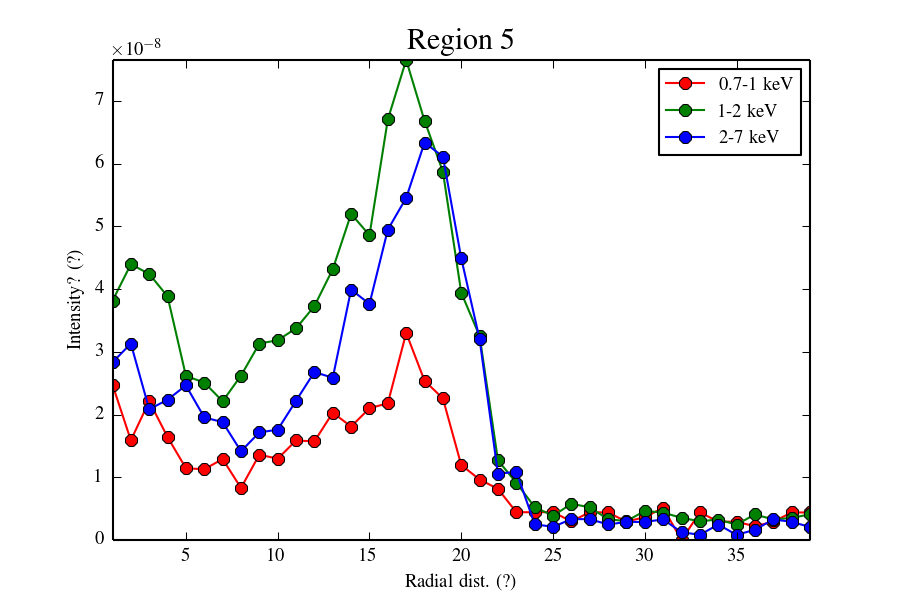 Region 5
×10⁻⁸
0.7-1 keV
1-2 keV
2-7 keV
7
6
5
4
3
2
1
0
Intensity? (?)
5 10 15 20 25 30 35
Radial dist. (?)